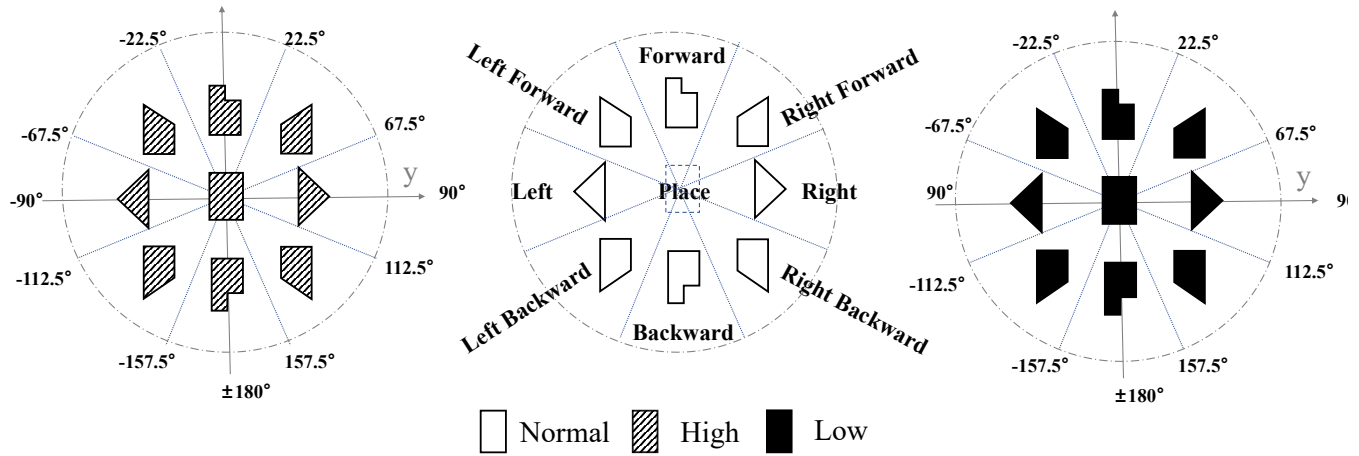 -22.5°
22.5°
-67.5°
67.5°
y
-90°
90°
-112.5°
112.5°
-157.5°
157.5°
±180°
Forward
Left Forward
Right Forward
Left
Place
Right
Left Backward
Right Backward
Backward
-22.5°
22.5°
-67.5°
67.5°
y
90°
90
-112.5°
112.5°
-157.5°
157.5°
±180°
Normal High Low